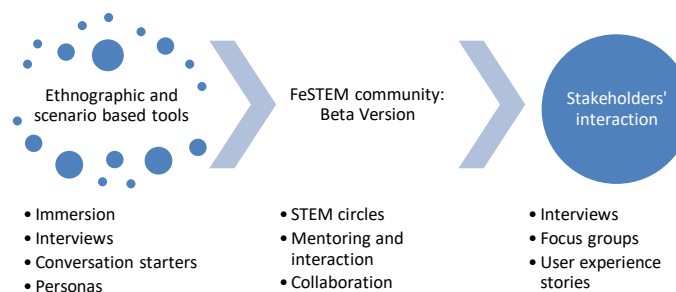 Ethnographic and
scenario based tools
FeSTEM community:
Beta Version
Stakeholders'
interaction
• Immersion
• Interviews
• Conversation starters
• Personas
• STEM circles
• Mentoring and
interaction
• Collaboration
• Interviews
• Focus groups
• User experience
stories